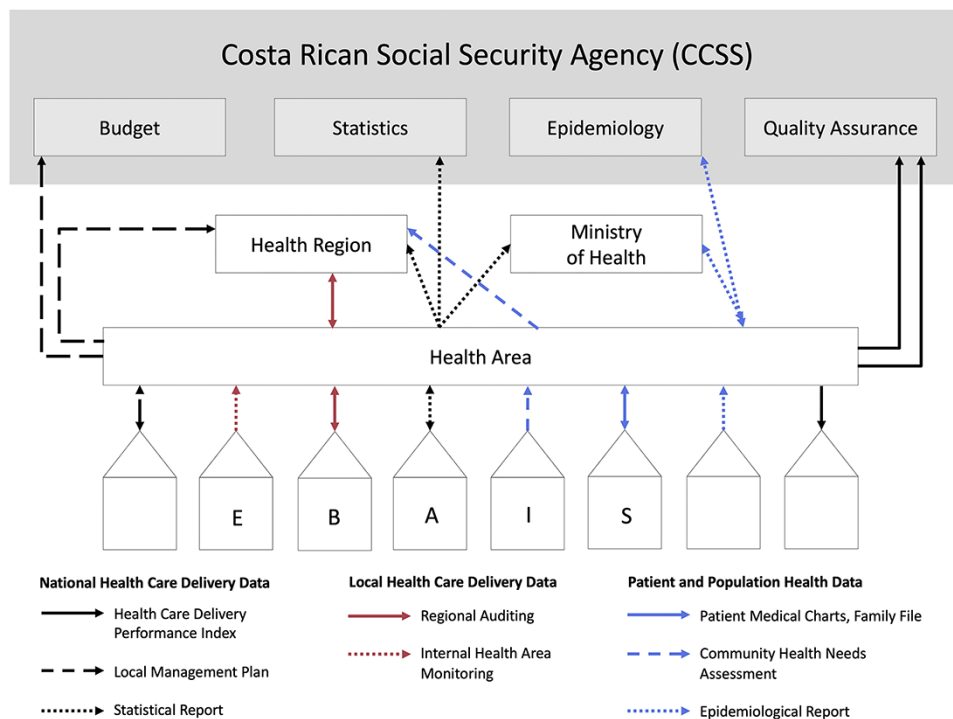 Costa Rican Social Security Agency (CCSS)
Budget
Statistics
Epidemiology
Quality Assurance
Health Region
Ministry
of Health
Health Area
E
B
A
I
S
National Health Care Delivery Data
Health Care Delivery
Performance Index
Local Management Plan
Statistical Report
Local Health Care Delivery Data
Regional Auditing
Internal Health Area
Monitoring
Patient and Population Health Data
Patient Medical Charts, Family File
Community Health Needs
Assessment
Epidemiological Report